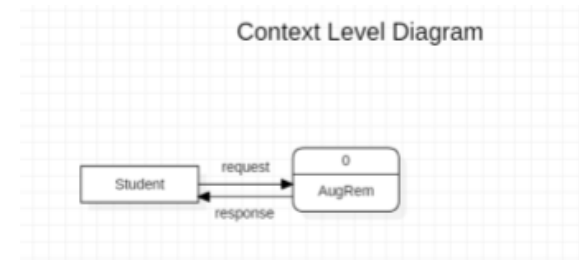 Context Level Diagram
request
0
Student
AugRem
response